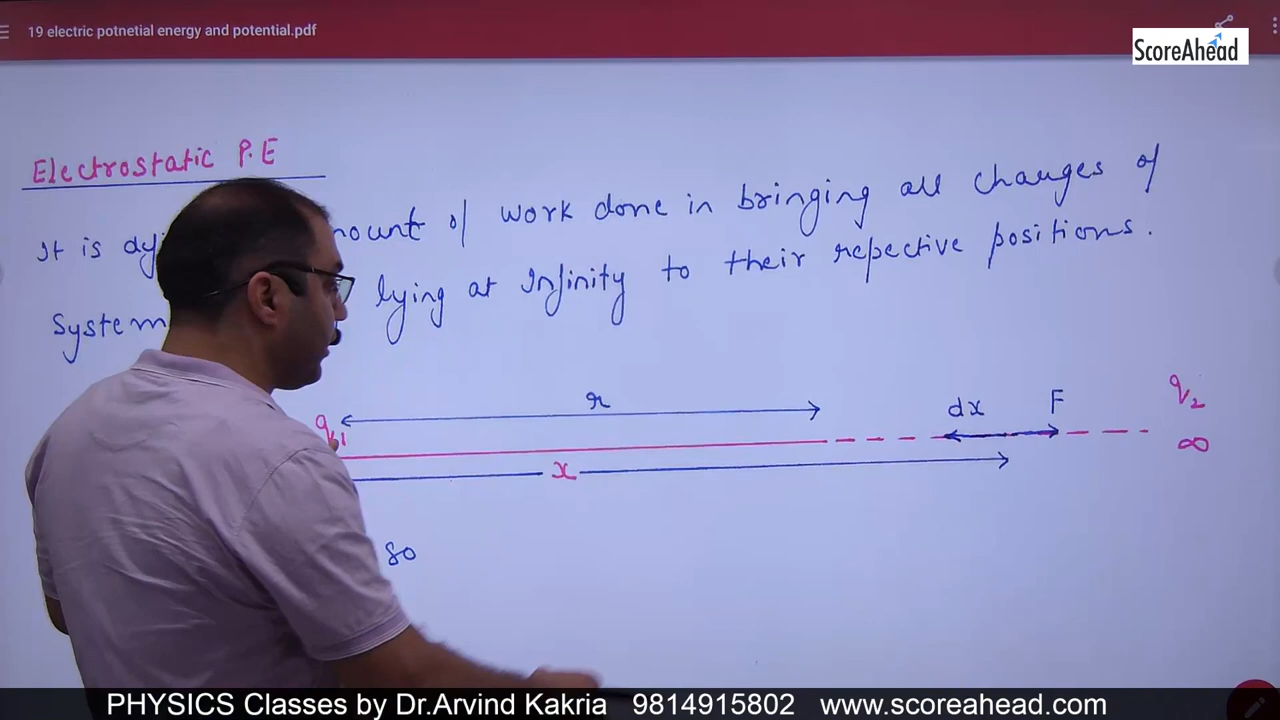 19 electric potnetial energy and potential.pdf
ScoreAhead
Electrostatic P.E
It is mount of work done in bringing all charges of
system lying at Infinity to their repective positions.
r
dx F q2
q1
x
∞
so
PHYSICS Classes by Dr.Arvind Kakria 9814915802 www.scoreahead.com